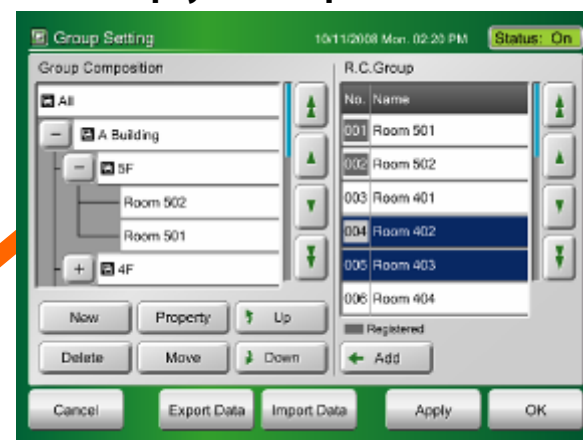 Group Setting
10/11/2008 Mon. 02:20 PM
Status: On
Group Composition
All
A Building
5F
Room 502
Room 501
4F
New
Property
Up
Delete
Move
Down
R.C.Group
No. Name
001 Room 501
002 Room 502
003 Room 401
004 Room 402
005 Room 403
006 Room 404
Registered
Add
Cancel
Export Data
Import Data
Apply
OK